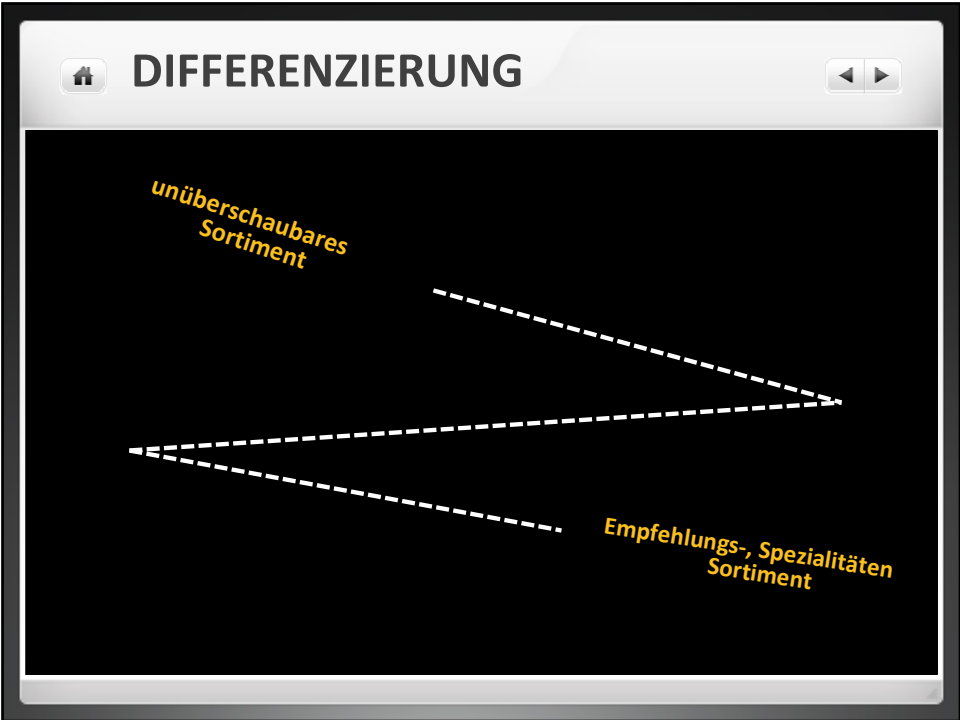 DIFFERENZIERUNG
unüberschaubares
Sortiment
Empfehlungs-, Spezialitäten
Sortiment